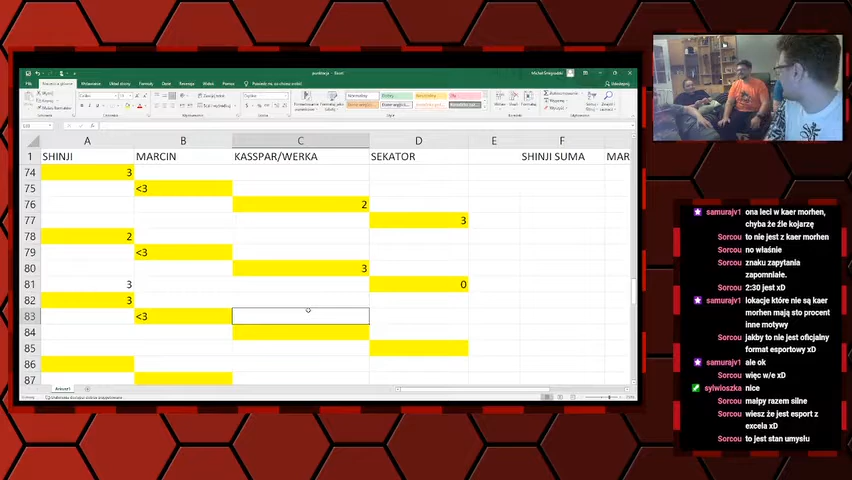 punktacja - Excel
A B C D E F
1 SHINJI MARCIN KASSPAR/WERKA SEKATOR SHINJI SUMA MAR
74 3
75 <3
76 2
77 3
78 2
79 <3
80 3
81 3 0
82 3
83 <3
84
85
86
87
samurajv1 ona leci w kaer morhen,
chyba że źle kojarzę
Sorcou to nie jest z kaer morhen
Sorcou no właśnie
Sorcou znaku zapytania
zapomniałe.
Sorcou 2:30 jest xD
samurajv1 lokacje które nie są kaer
morhen mają sto procent
inne motywy
Sorcou jakby to nie jest oficjalny
format esportowy xD
samurajv1 ale ok
Sorcou więc w/e xD
sylwioszka nice
Sorcou małpy razem silne
Sorcou wiesz że jest esport z
excela xD
Sorcou to jest stan umysłu